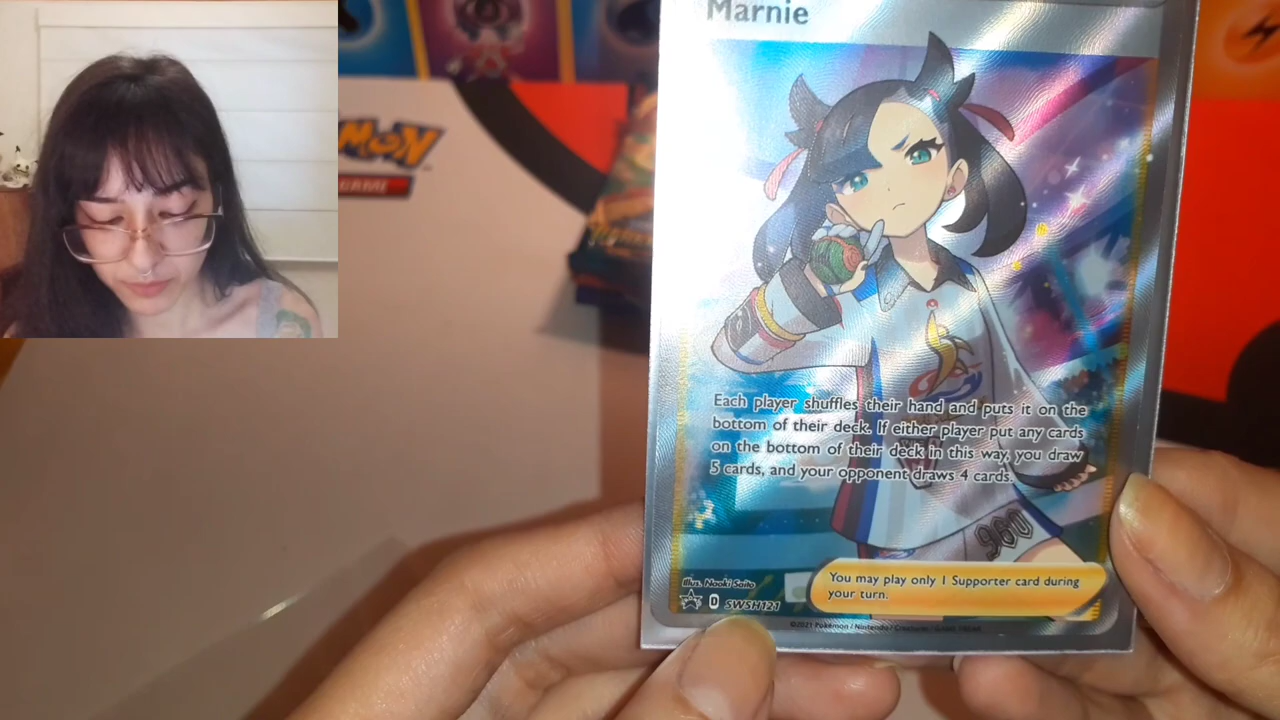 Marnie
GAME
Each player shuffles their hand and puts it on the
bottom of their deck. If either player put any cards
on the bottom of their deck in this way, you draw
5 cards, and your opponent draws 4 cards.
960
Illus. Naoki Saito
D SWSH121
You may play only 1 Supporter card during
your turn.
©2021 Pokémon / Nintendo / Creatures / GAME FREAK